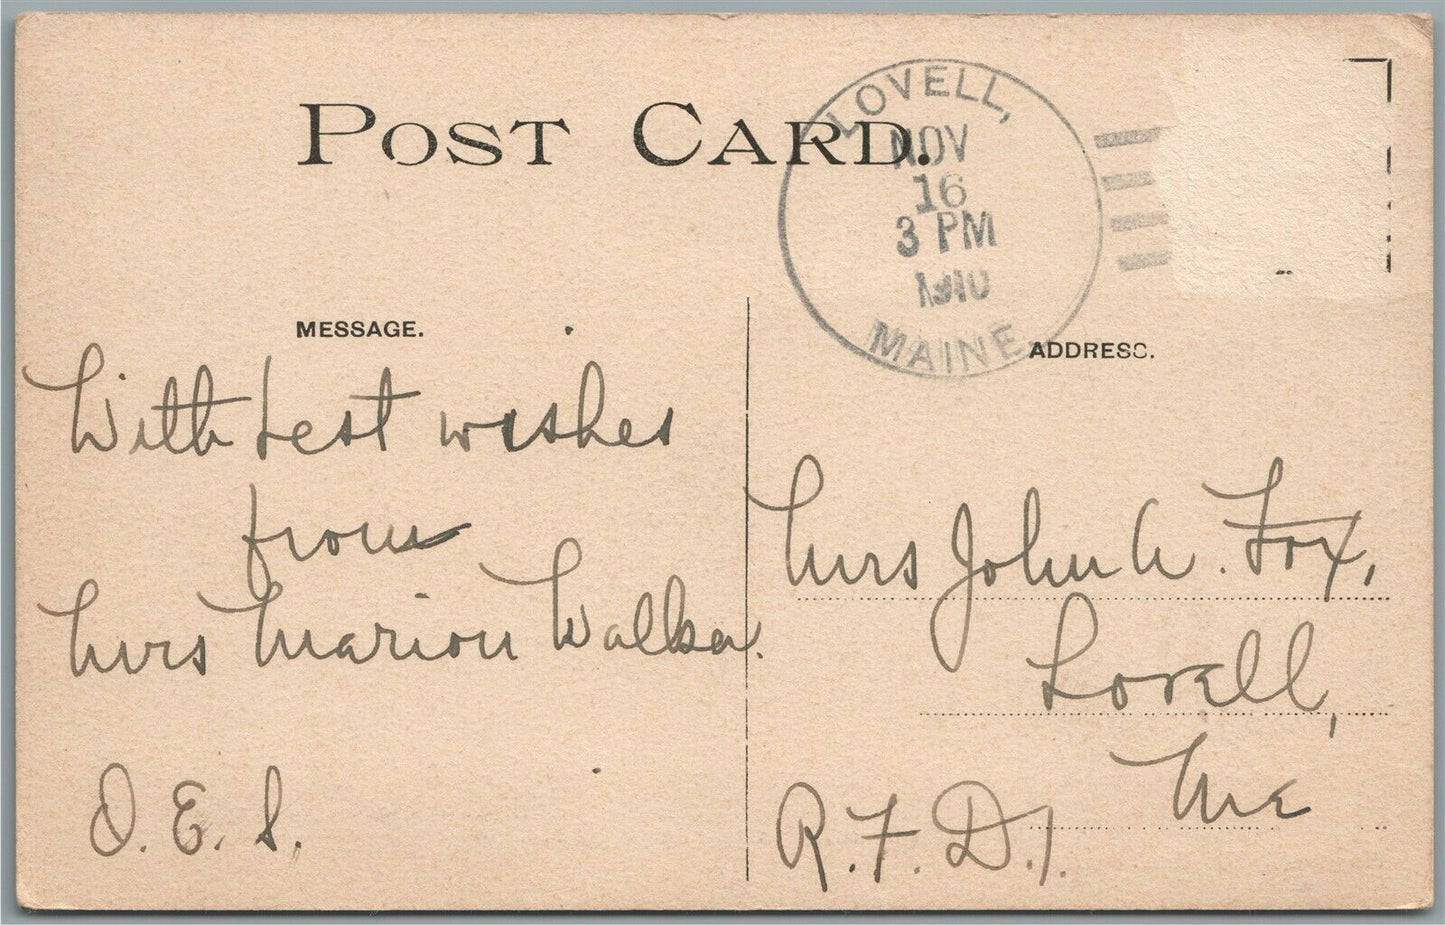 POST CARD.
LOVELL,
NOV
16
3 PM
1910
MAINE
MESSAGE.
With best wishes
from
Mrs Marion Walker.
O. E. S.
ADDRESS.
Mrs John A. Fox,
Lovell,
Me
R. F. D. 1.